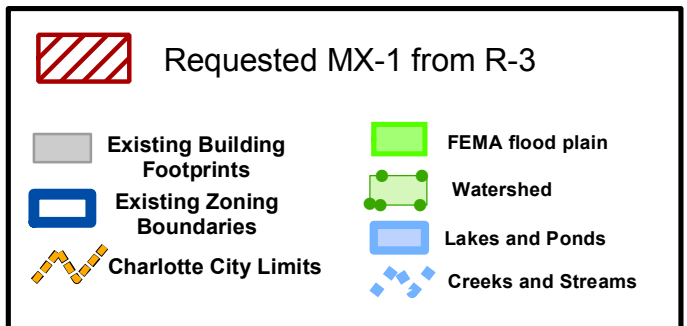 Requested MX-1 from R-3
Existing Building
Footprints
Existing Zoning
Boundaries
Charlotte City Limits
FEMA flood plain
Watershed
Lakes and Ponds
Creeks and Streams